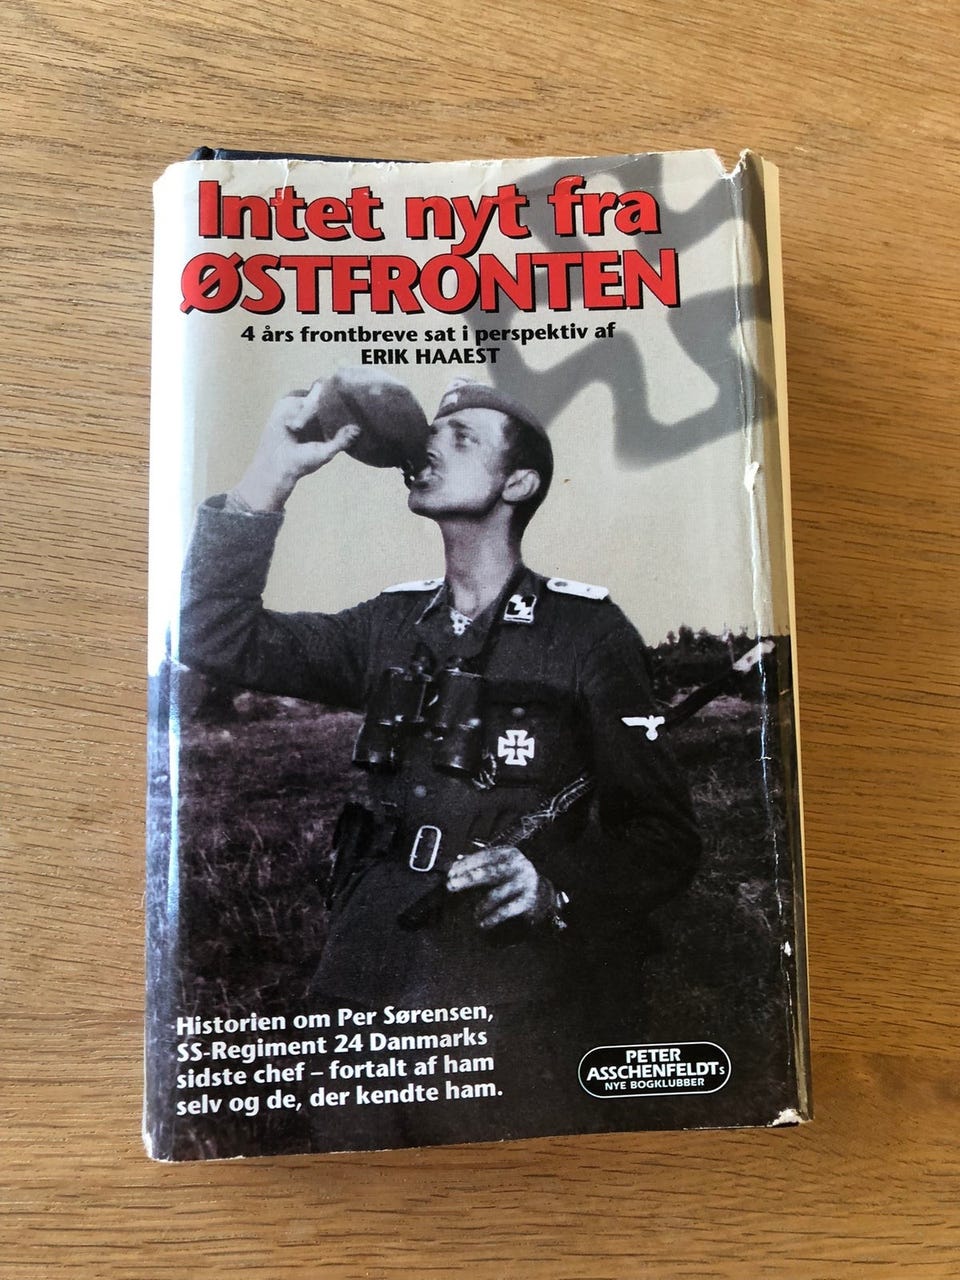 Intet nyt fra
ØSTFRONTEN
4 års frontbreve sat i perspektiv af
ERIK HAAEST
Historien om Per Sørensen,
SS-Regiment 24 Danmarks
sidste chef – fortalt af ham
selv og de, der kendte ham.
PETER
ASSCHENFELDTs
NYE BOGKLUBBER